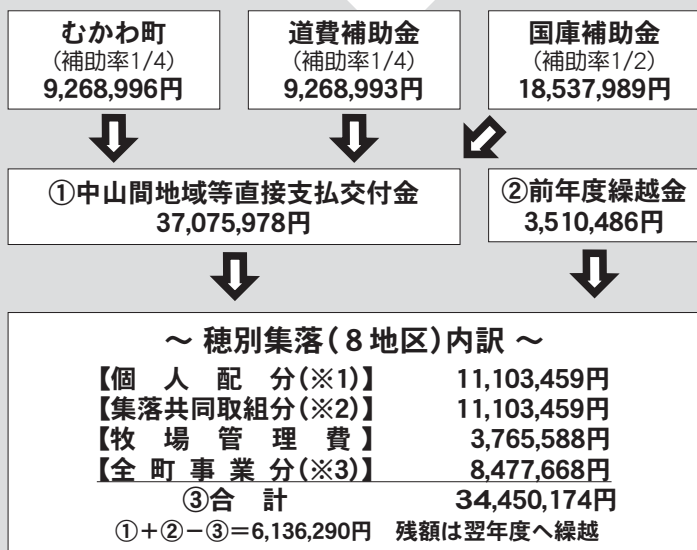 むかわ町
(補助率1/4)
9,268,996円
道費補助金
(補助率1/4)
9,268,993円
国庫補助金
(補助率1/2)
18,537,989円
①中山間地域等直接支払交付金
37,075,978円
②前年度繰越金
3,510,486円
～ 穂別集落（８地区）内訳 ～
【個人配分(※1)】 11,103,459円
【集落共同取組分(※2)】 11,103,459円
【牧場管理費】 3,765,588円
【全町事業分(※3)】 8,477,668円
③合 計 34,450,174円
①＋②－③＝6,136,290円 残額は翌年度へ繰越